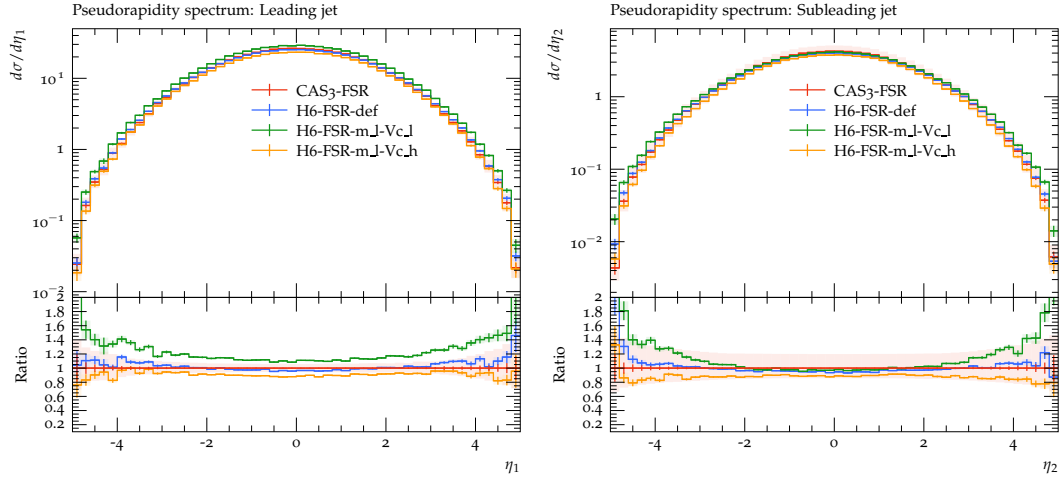 Pseudorapidity spectrum: Leading jet
dσ/dη₁
10¹
1
10⁻¹
10⁻²
CAS3-FSR
H6-FSR-def
H6-FSR-m_l-Vc_l
H6-FSR-m_l-Vc_h
Ratio
2
1.8
1.6
1.4
1.2
1
0.8
0.6
0.4
0.2
-4 -2 0 2 4
η₁
Pseudorapidity spectrum: Subleading jet
dσ/dη₂
1
10⁻¹
10⁻²
CAS3-FSR
H6-FSR-def
H6-FSR-m_l-Vc_l
H6-FSR-m_l-Vc_h
Ratio
2
1.8
1.6
1.4
1.2
1
0.8
0.6
0.4
0.2
-4 -2 0 2 4
η₂